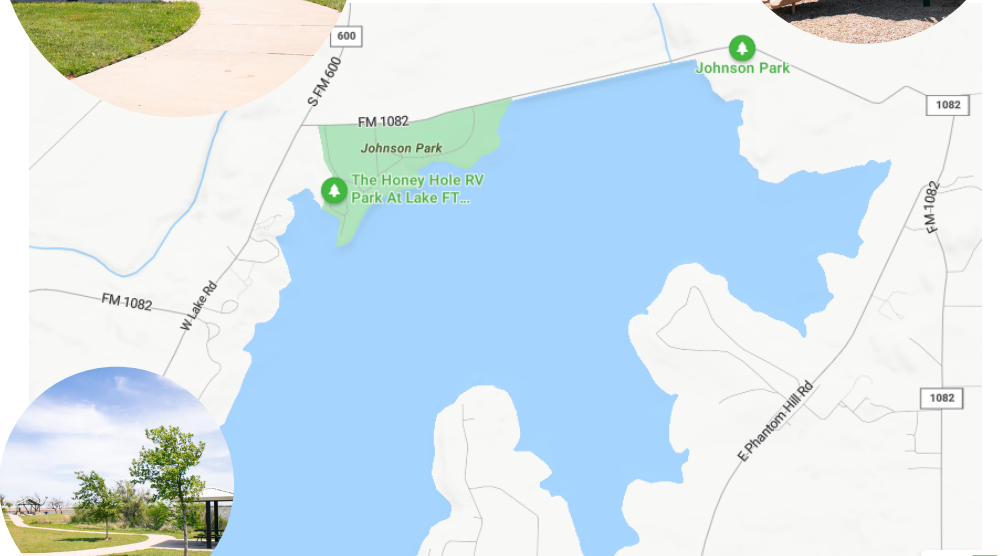 600
S FM 600
Johnson Park
1082
FM 1082
Johnson Park
The Honey Hole RV
Park At Lake FT...
FM 1082
FM 1082
W Lake Rd
1082
E Phantom Hill Rd